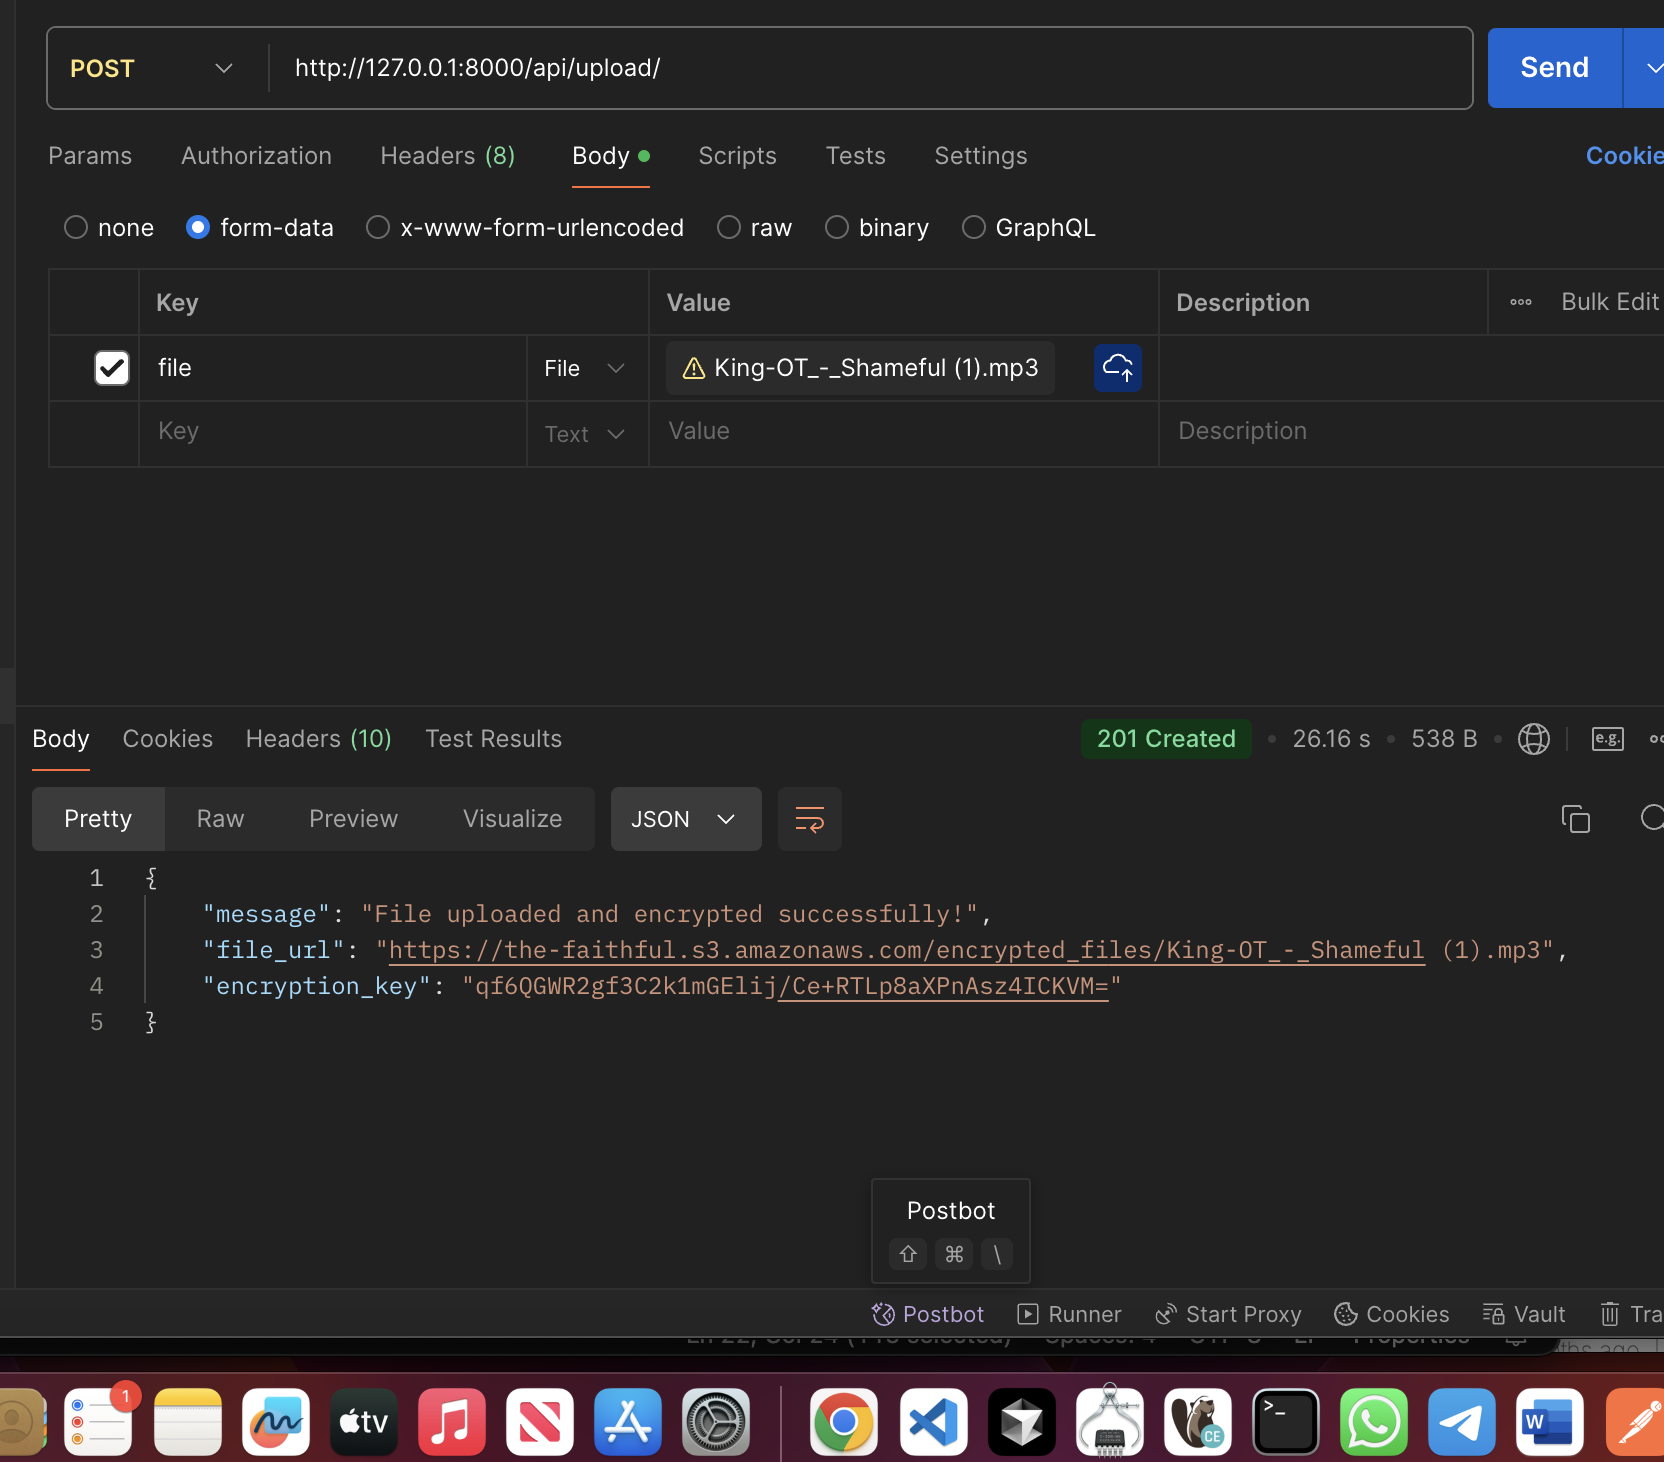 POST http://127.0.0.1:8000/api/upload/ Send
Params Authorization Headers (8) Body Scripts Tests Settings Cookie
none form-data x-www-form-urlencoded raw binary GraphQL
Key Value Description Bulk Edit
file File King-OT_-_Shameful (1).mp3
Key Text Value Description
Body Cookies Headers (10) Test Results 201 Created 26.16 s 538 B e.g.
Pretty Raw Preview Visualize JSON
1 {
2 "message": "File uploaded and encrypted successfully!",
3 "file_url": "https://the-faithful.s3.amazonaws.com/encrypted_files/King-OT_-_Shameful (1).mp3",
4 "encryption_key": "qf6QGWR2gf3C2k1mGElij/Ce+RTLp8aXPnAsz4ICKVM="
5 }
Postbot
⇧ ⌘ \
Postbot Runner Start Proxy Cookies Vault Tra
1 tv CE >_ W